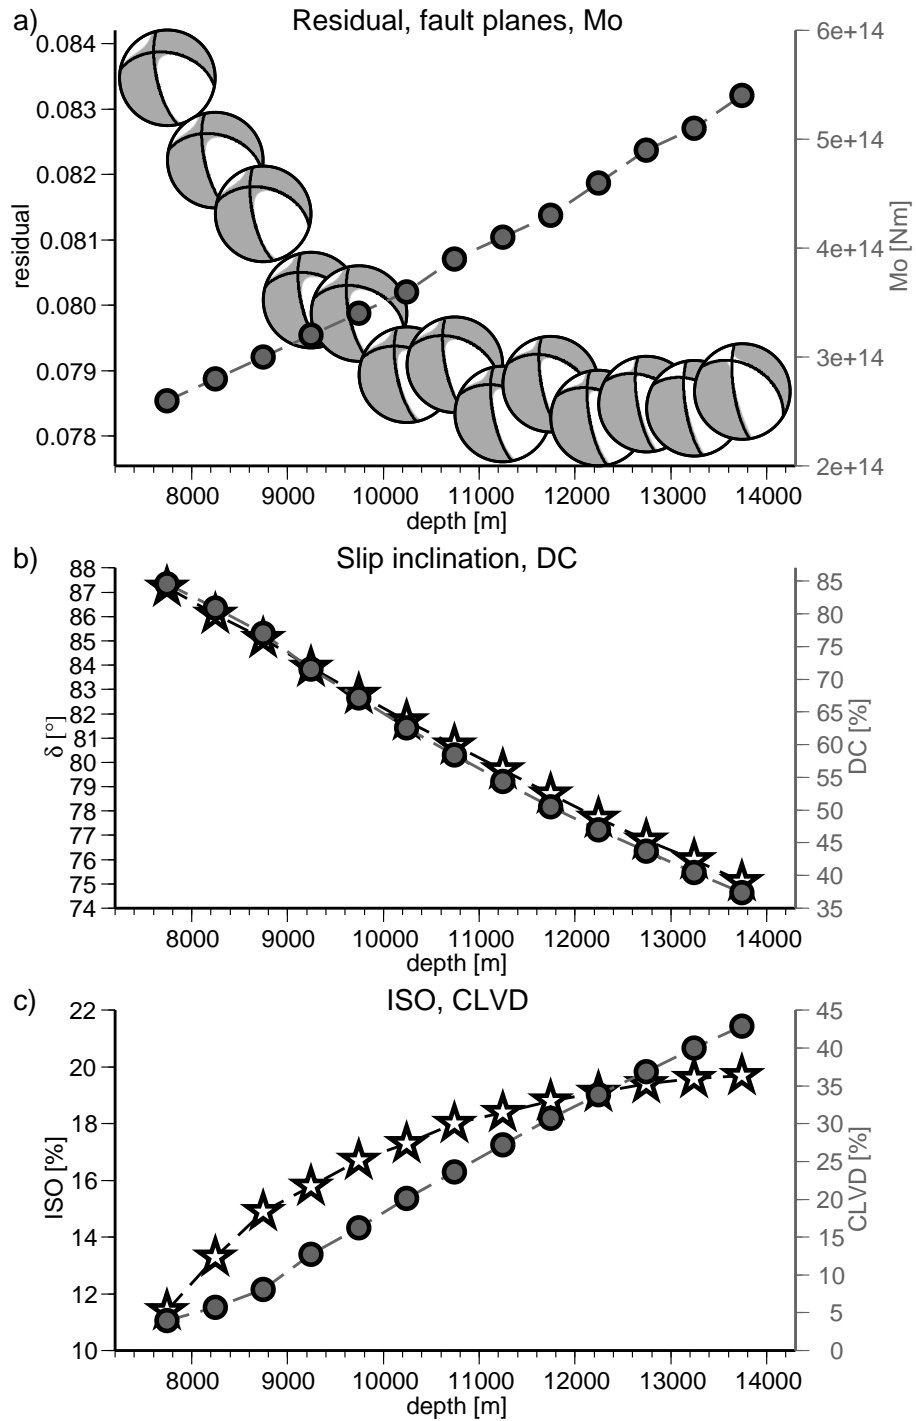 a) Residual, fault planes, Mo
0.084
0.083
0.082
0.081
0.080
0.079
0.078
residual
6e+14
5e+14
4e+14
3e+14
2e+14
Mo [Nm]
8000 9000 10000 11000 12000 13000 14000
depth [m]
b) Slip inclination, DC
88
87
86
85
84
83
82
81
80
79
78
77
76
75
74
δ [°]
85
80
75
70
65
60
55
50
45
40
35
DC [%]
8000 9000 10000 11000 12000 13000 14000
depth [m]
c) ISO, CLVD
22
20
18
16
14
12
10
ISO [%]
45
40
35
30
25
20
15
10
5
0
CLVD [%]
8000 9000 10000 11000 12000 13000 14000
depth [m]